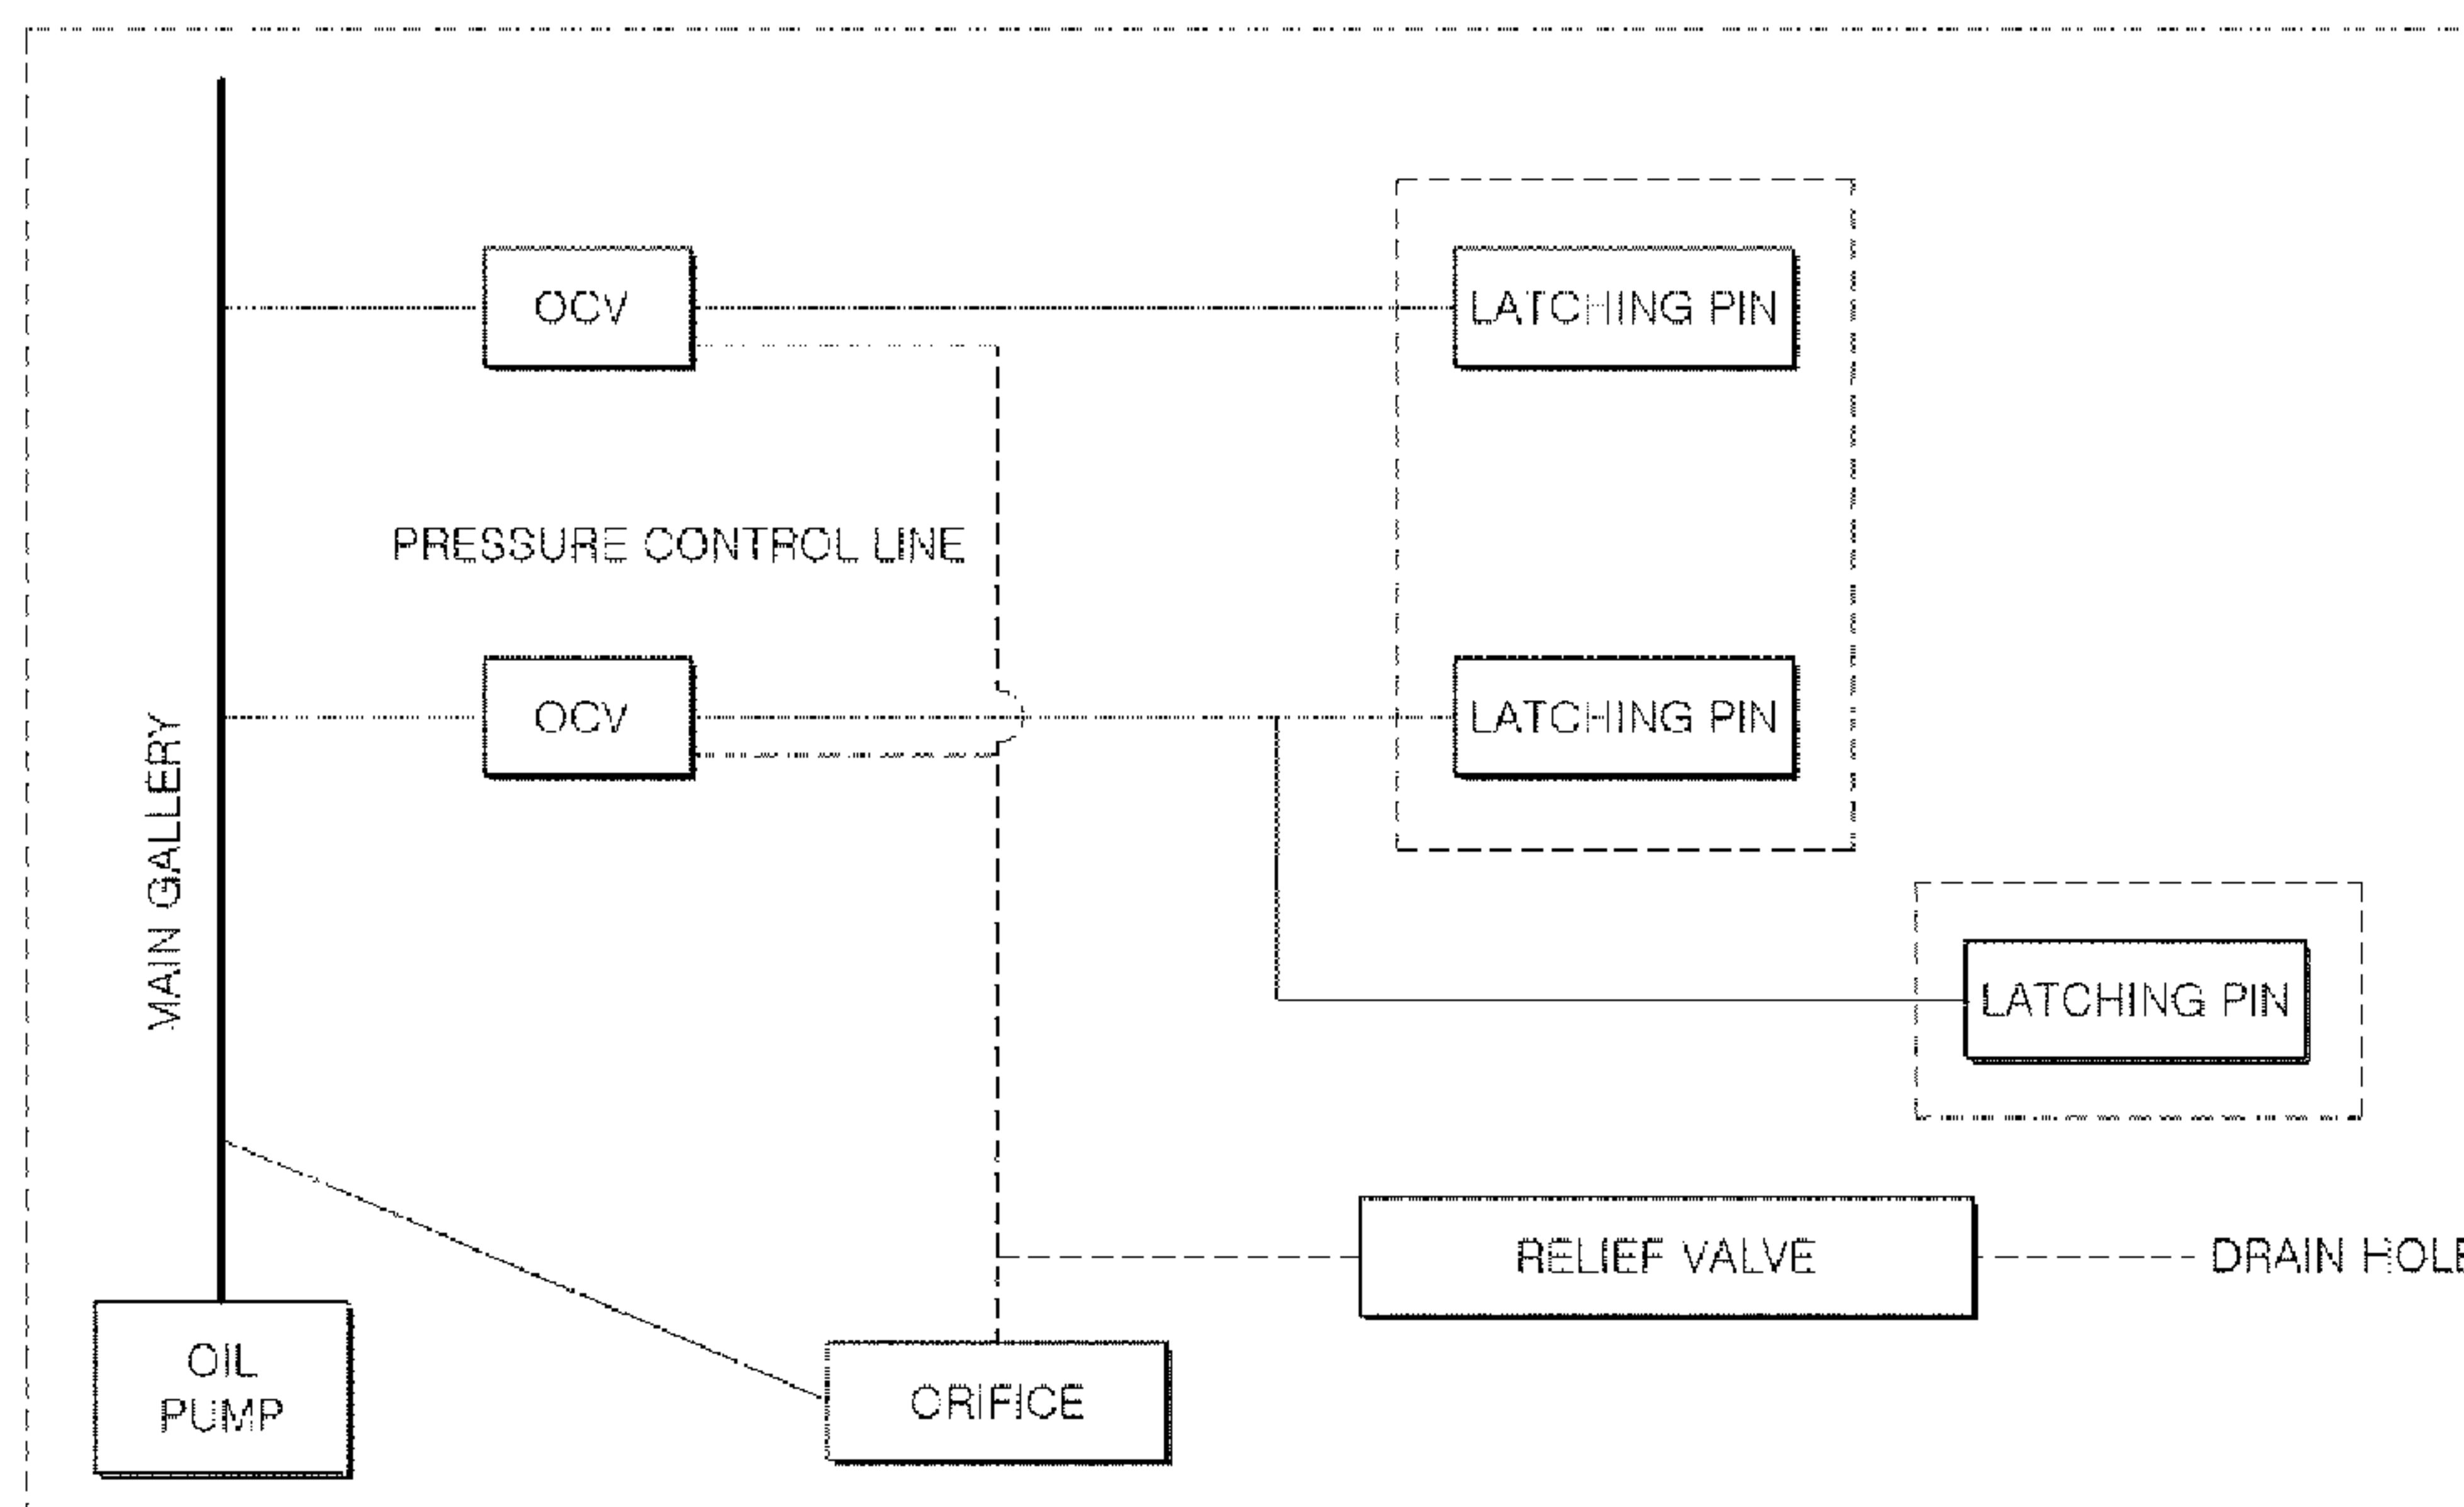 OCV
LATCHING PIN
PRESSURE CONTROL LINE
OCV
LATCHING PIN
MAIN GALLERY
LATCHING PIN
RELIEF VALVE
DRAIN HOLE
OIL
PUMP
ORIFICE